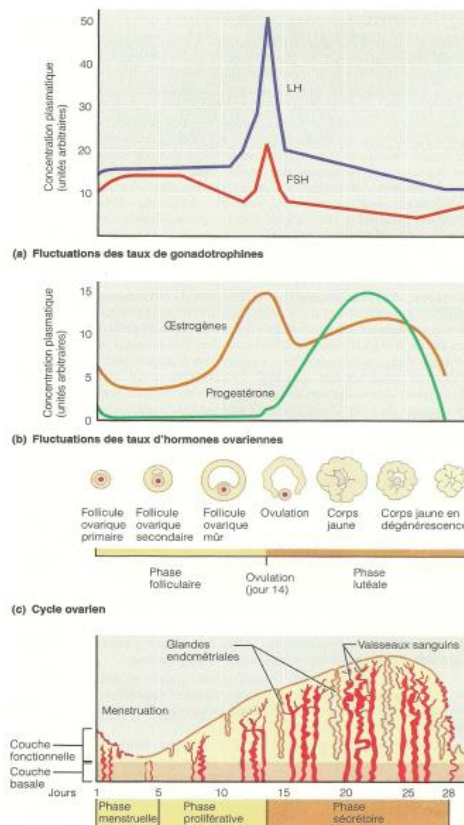 Concentration plasmatique
(unités arbitraires)
50
40
30
20
10
LH
FSH
(a) Fluctuations des taux de gonadotrophines
Concentration plasmatique
(unités arbitraires)
15
10
5
0
Œstrogènes
Progestérone
(b) Fluctuations des taux d'hormones ovariennes
Follicule
ovarique
primaire
Follicule
ovarique
secondaire
Follicule
ovarique
mûr
Ovulation
Corps
jaune
Corps jaune en
dégénérescence
Phase
folliculaire
Ovulation
(jour 14)
Phase
lutéale
(c) Cycle ovarien
Glandes
endométriales
Vaisseaux sanguins
Menstruation
Couche
fonctionnelle
Couche
basale
Jours
1
5
10
15
20
25
28
Phase
menstruelle
Phase
proliférative
Phase
sécrétoire